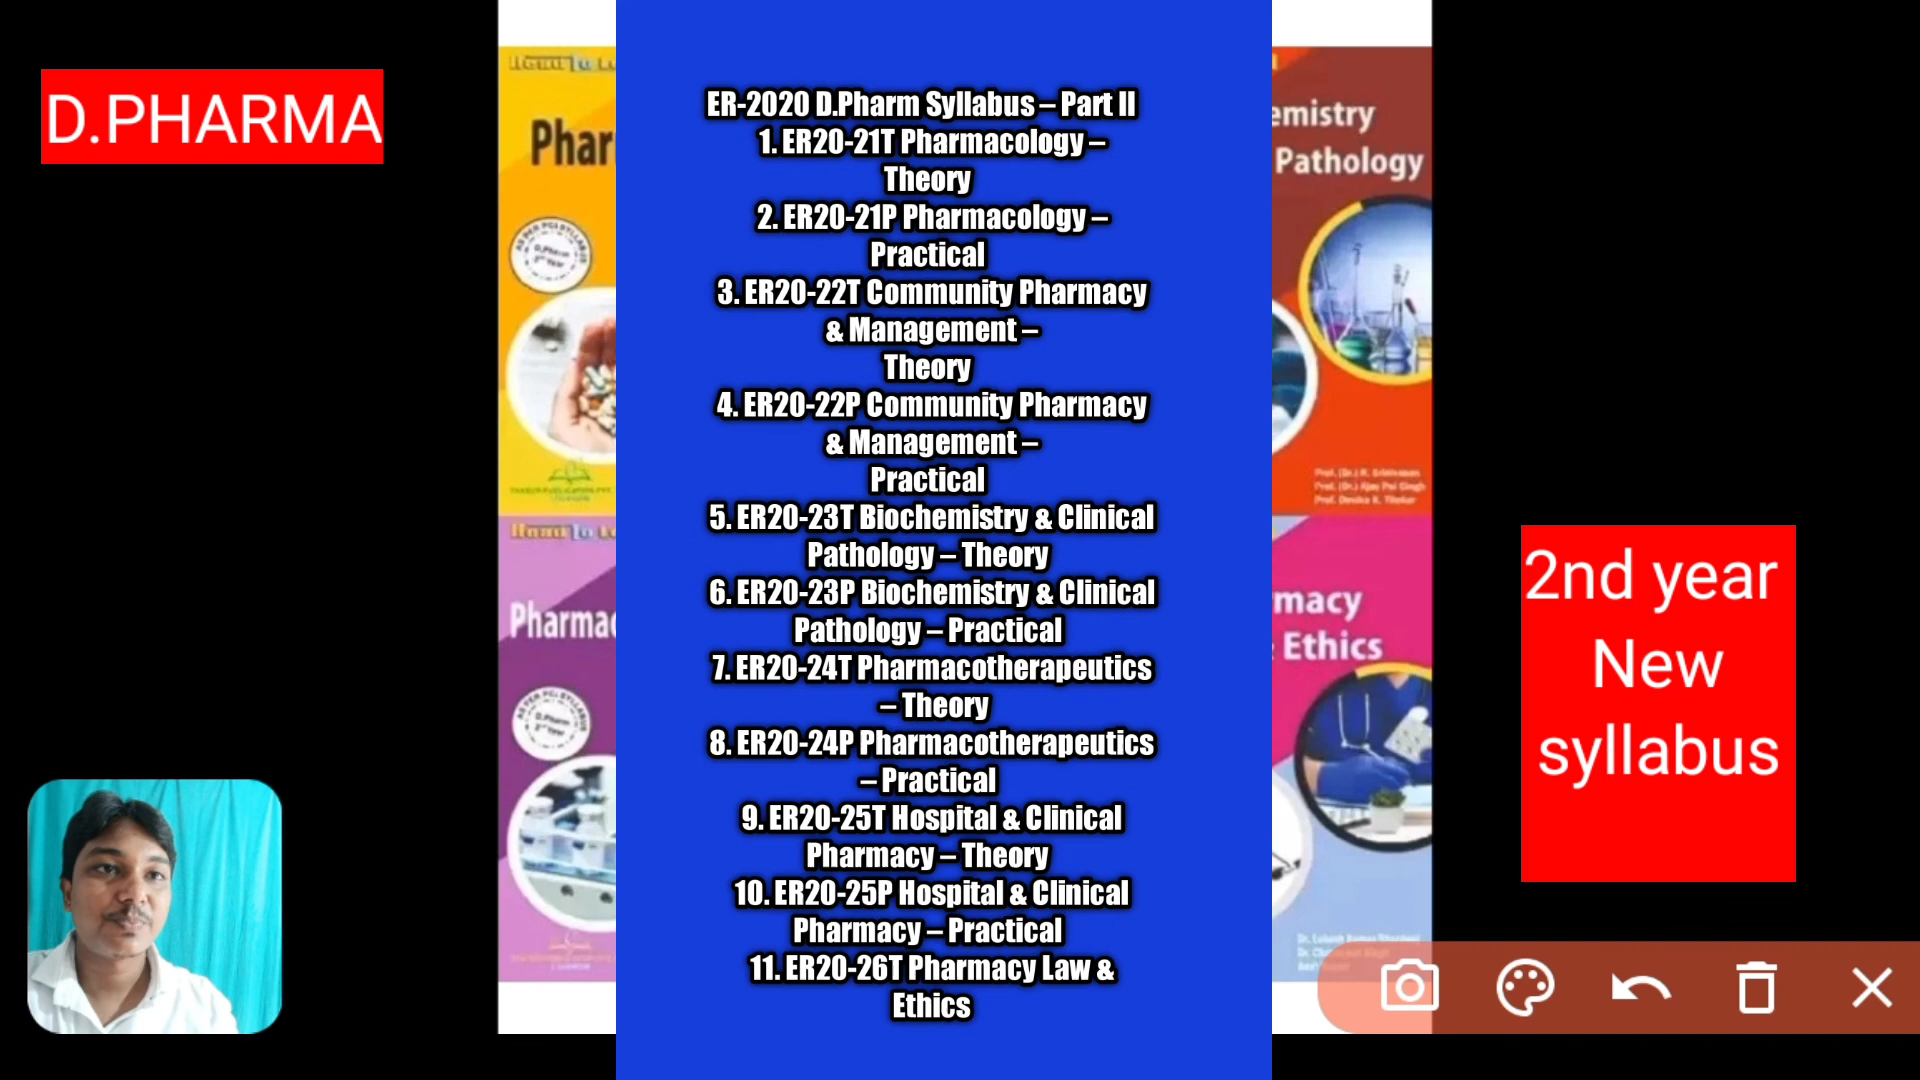 D.PHARMA
ER-2020 D.Pharm Syllabus – Part II
1. ER20-21T Pharmacology –
Theory
2. ER20-21P Pharmacology –
Practical
3. ER20-22T Community Pharmacy
& Management –
Theory
4. ER20-22P Community Pharmacy
& Management –
Practical
5. ER20-23T Biochemistry & Clinical
Pathology – Theory
6. ER20-23P Biochemistry & Clinical
Pathology – Practical
7. ER20-24T Pharmacotherapeutics
– Theory
8. ER20-24P Pharmacotherapeutics
– Practical
9. ER20-25T Hospital & Clinical
Pharmacy – Theory
10. ER20-25P Hospital & Clinical
Pharmacy – Practical
11. ER20-26T Pharmacy Law &
Ethics
Phar
Pharmac
emistry
Pathology
macy
Ethics
2nd year
New
syllabus